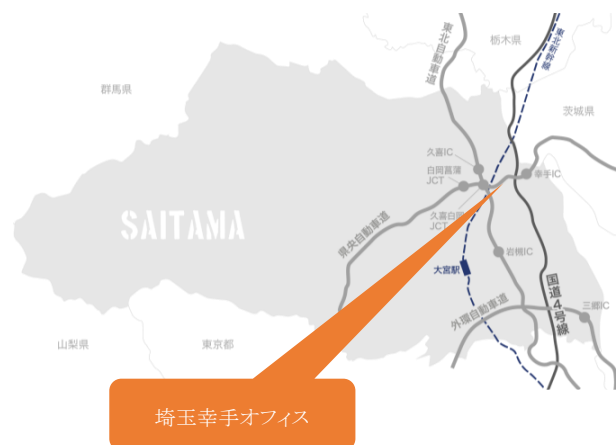 栃木県
東北自動車道
東北新幹線
群馬県
茨城県
久喜IC
白岡菖蒲
JCT
幸手IC
久喜白岡
JCT
SAITAMA
県央自動車道
岩槻IC
大宮駅
国道4号線
三郷IC
外環自動車道
山梨県
東京都
埼玉幸手オフィス